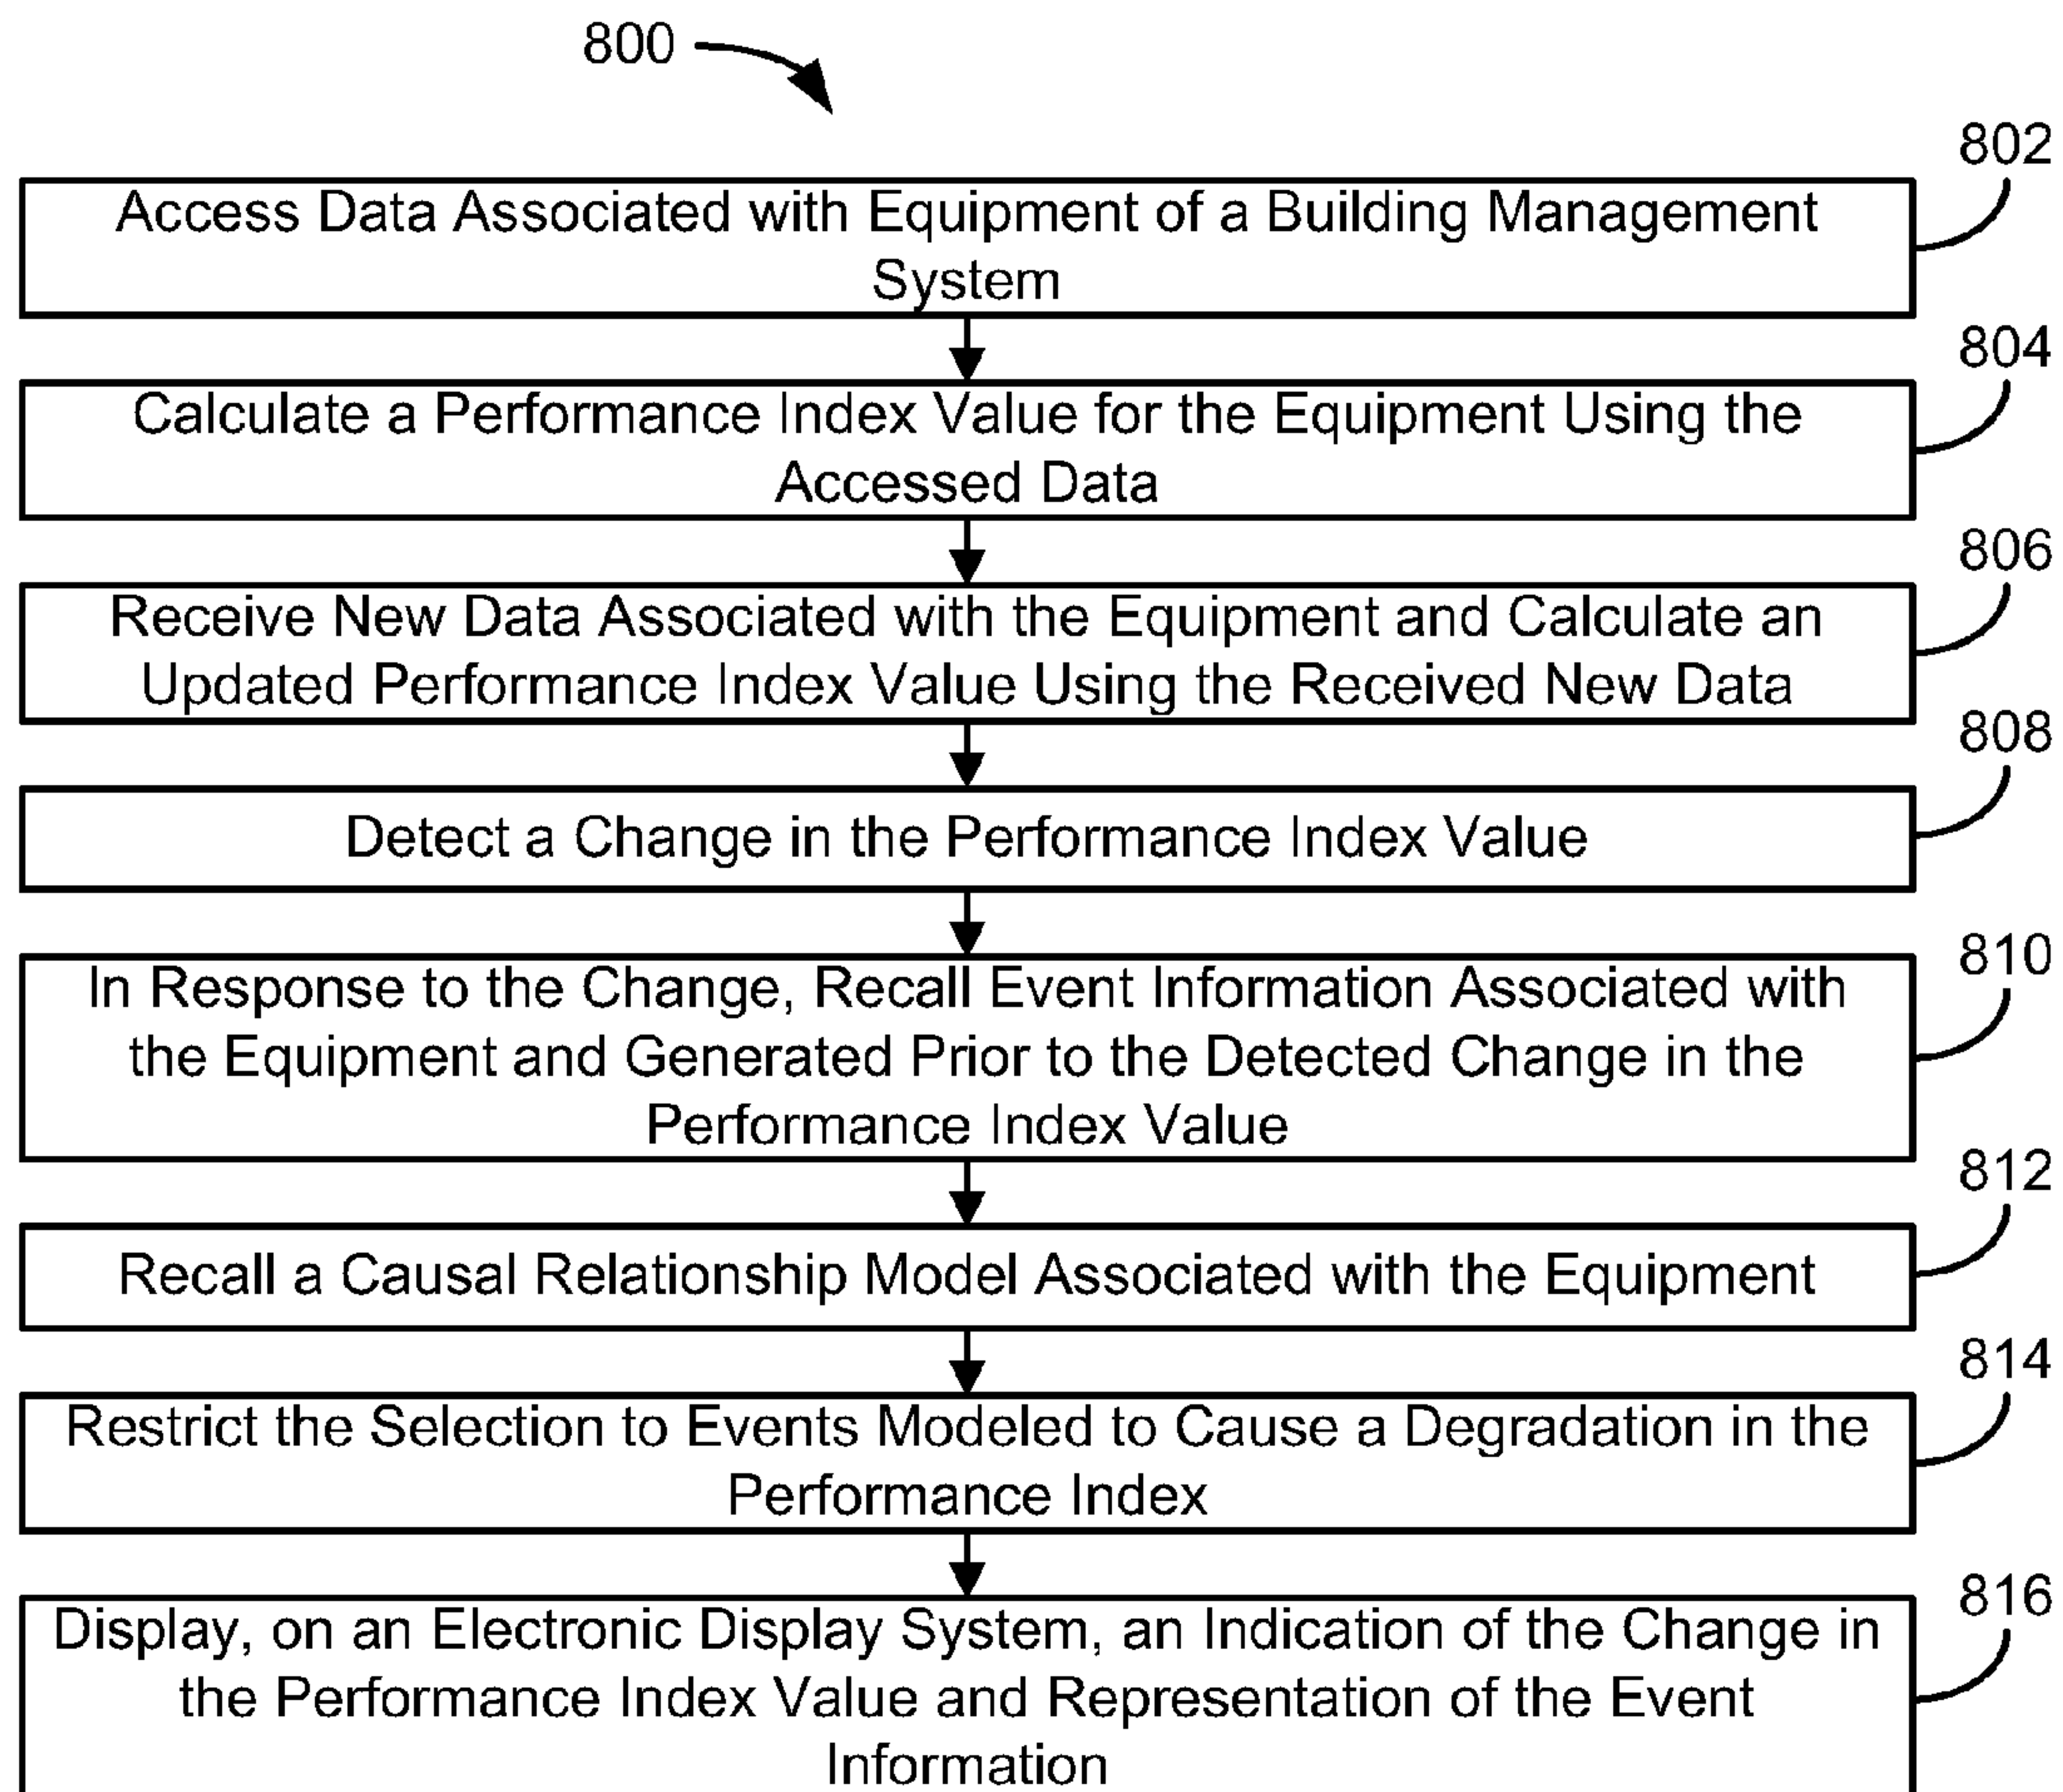 800
802
Access Data Associated with Equipment of a Building Management
System
804
Calculate a Performance Index Value for the Equipment Using the
Accessed Data
806
Receive New Data Associated with the Equipment and Calculate an
Updated Performance Index Value Using the Received New Data
808
Detect a Change in the Performance Index Value
810
In Response to the Change, Recall Event Information Associated with
the Equipment and Generated Prior to the Detected Change in the
Performance Index Value
812
Recall a Causal Relationship Model Associated with the Equipment
814
Restrict the Selection to Events Modeled to Cause a Degradation in the
Performance Index
816
Display, on an Electronic Display System, an Indication of the Change in
the Performance Index Value and Representation of the Event
Information